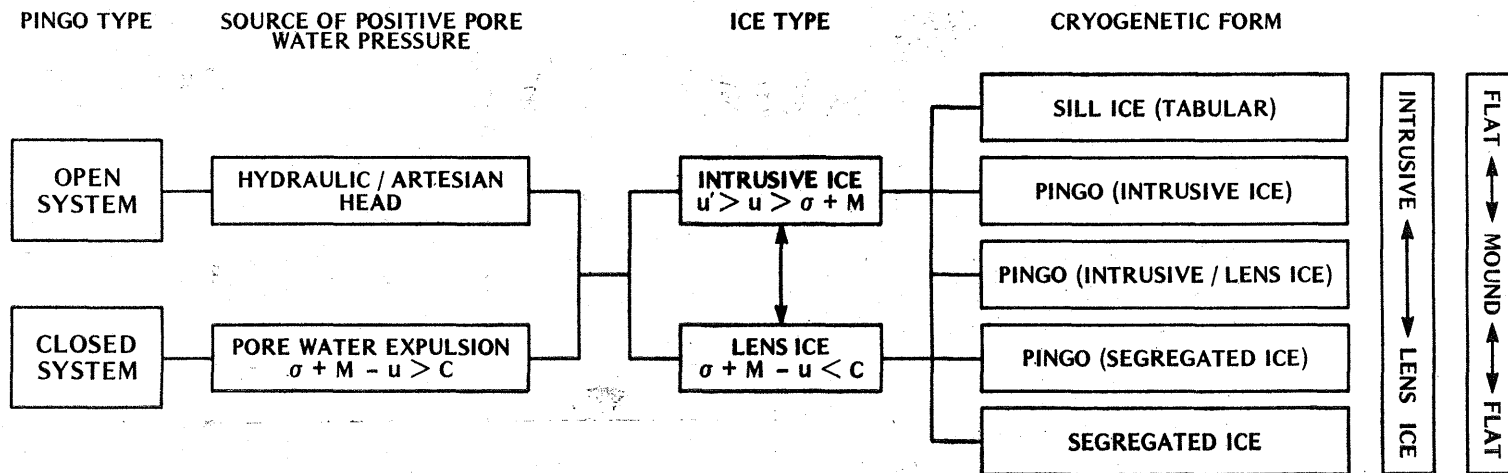 PINGO TYPE
SOURCE OF POSITIVE PORE
WATER PRESSURE
ICE TYPE
CRYOGENETIC FORM
OPEN
SYSTEM
HYDRAULIC / ARTESIAN
HEAD
INTRUSIVE ICE
u' > u > σ + M
CLOSED
SYSTEM
PORE WATER EXPULSION
σ + M – u > C
LENS ICE
σ + M – u < C
SILL ICE (TABULAR)
PINGO (INTRUSIVE ICE)
PINGO (INTRUSIVE / LENS ICE)
PINGO (SEGREGATED ICE)
SEGREGATED ICE
INTRUSIVE ↔ LENS ICE
FLAT ↔ MOUND ↔ FLAT